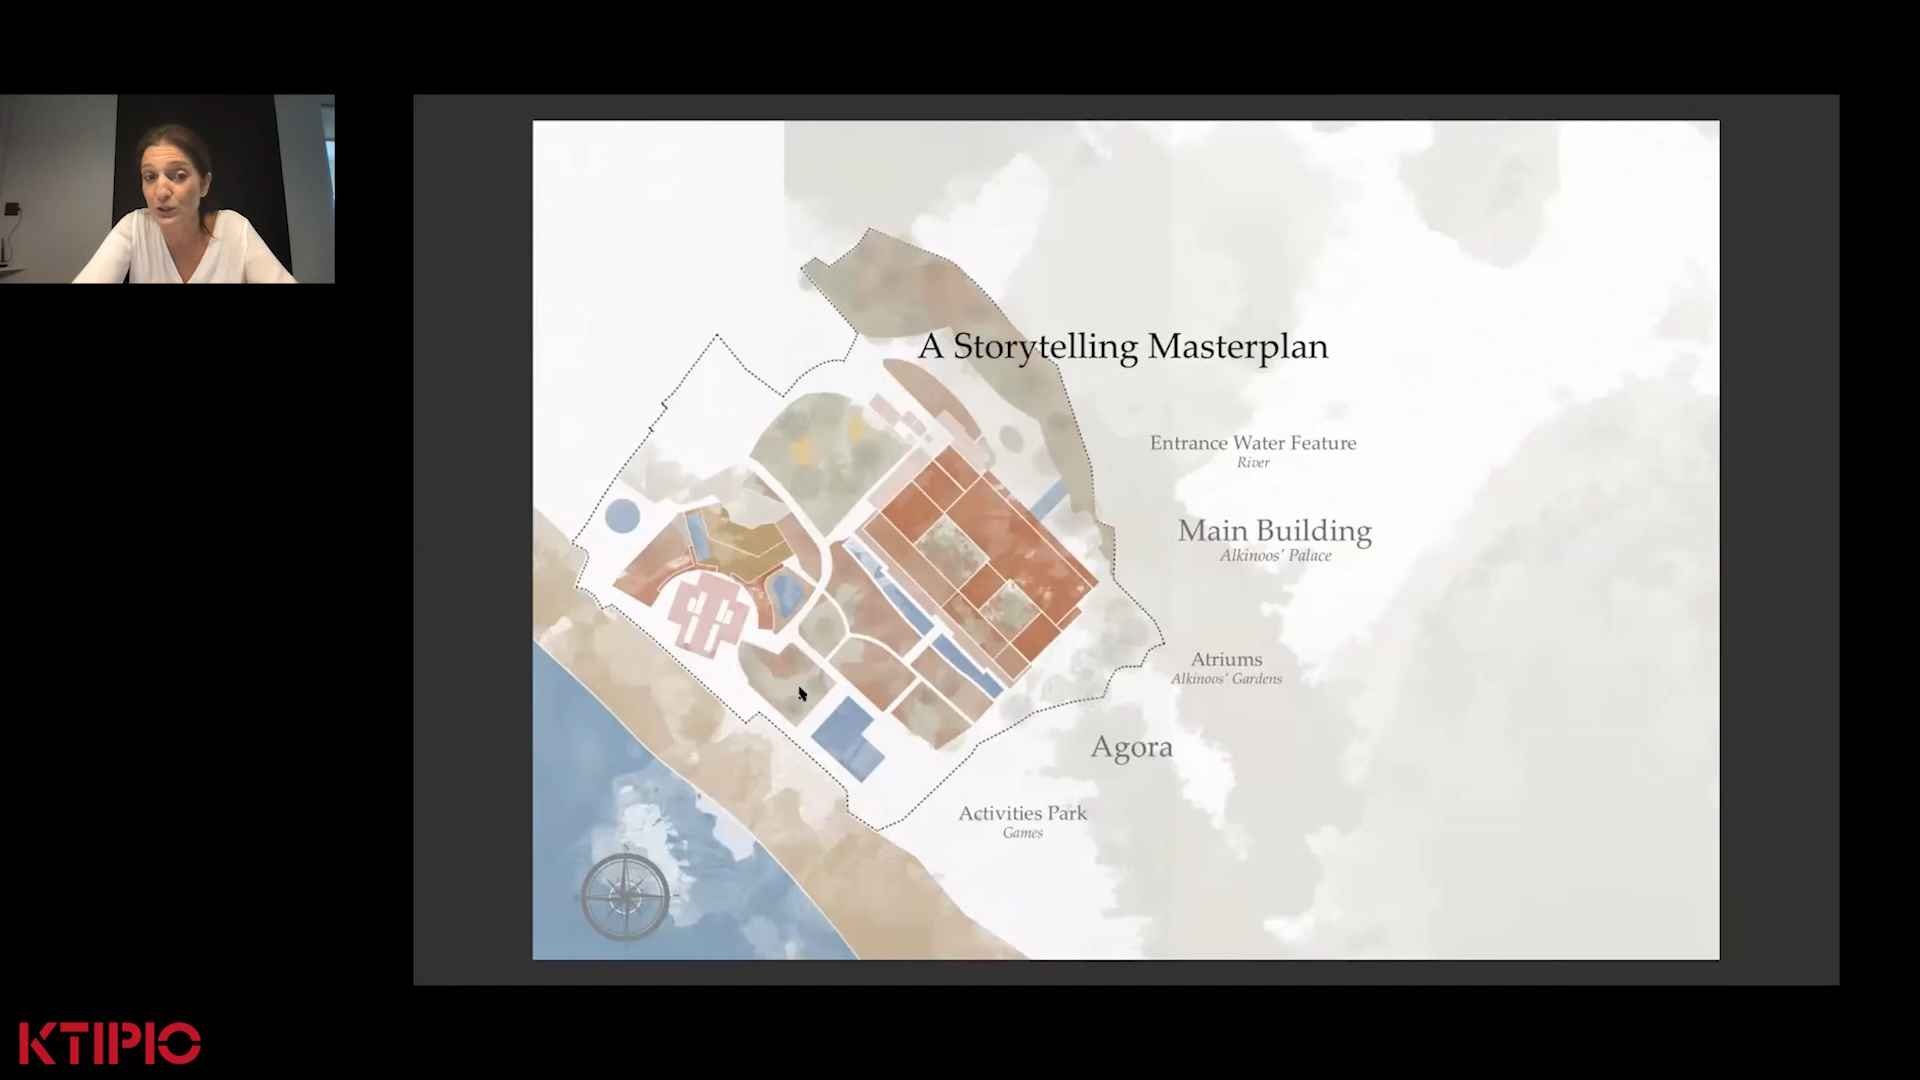 A Storytelling Masterplan
Entrance Water Feature
River
Main Building
Alkinoos' Palace
Atriums
Alkinoos' Gardens
Agora
Activities Park
Games
KTIPIO